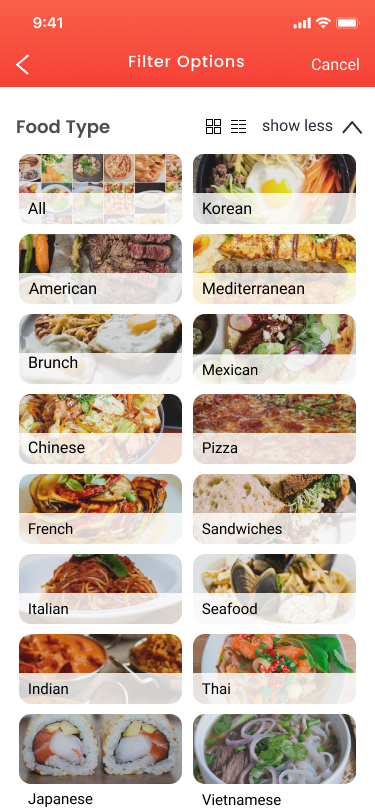 9:41
Filter Options
Cancel
Food Type
show less
All
Korean
American
Mediterranean
Brunch
Mexican
Chinese
Pizza
French
Sandwiches
Italian
Seafood
Indian
Thai
Japanese
Vietnamese